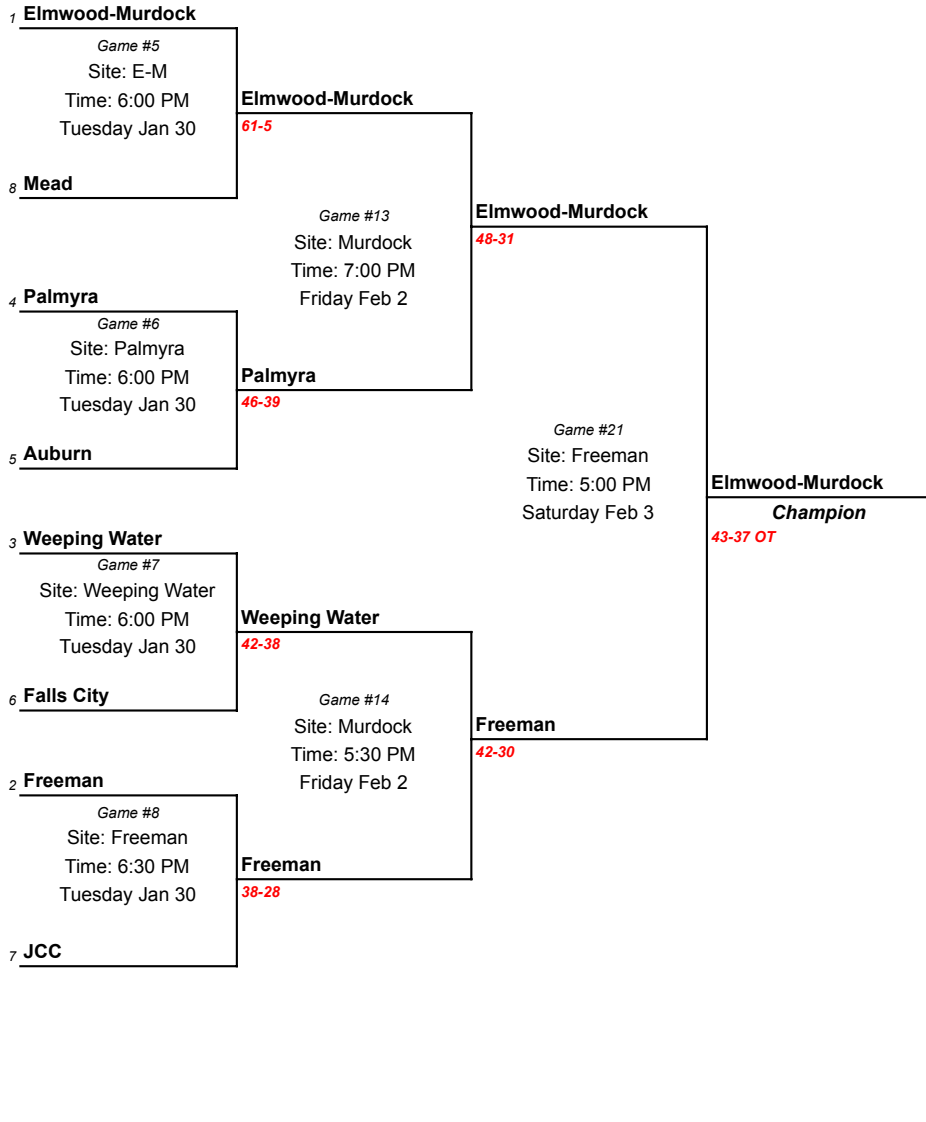 1 Elmwood-Murdock
Game #5
Site: E-M
Time: 6:00 PM
Tuesday Jan 30
Elmwood-Murdock
61-5
8 Mead
Game #13
Site: Murdock
Time: 7:00 PM
Friday Feb 2
Elmwood-Murdock
48-31
4 Palmyra
Game #6
Site: Palmyra
Time: 6:00 PM
Tuesday Jan 30
Palmyra
46-39
5 Auburn
Game #21
Site: Freeman
Time: 5:00 PM
Saturday Feb 3
Elmwood-Murdock
Champion
43-37 OT
3 Weeping Water
Game #7
Site: Weeping Water
Time: 6:00 PM
Tuesday Jan 30
Weeping Water
42-38
6 Falls City
Game #14
Site: Murdock
Time: 5:30 PM
Friday Feb 2
Freeman
42-30
2 Freeman
Game #8
Site: Freeman
Time: 6:30 PM
Tuesday Jan 30
Freeman
38-28
7 JCC